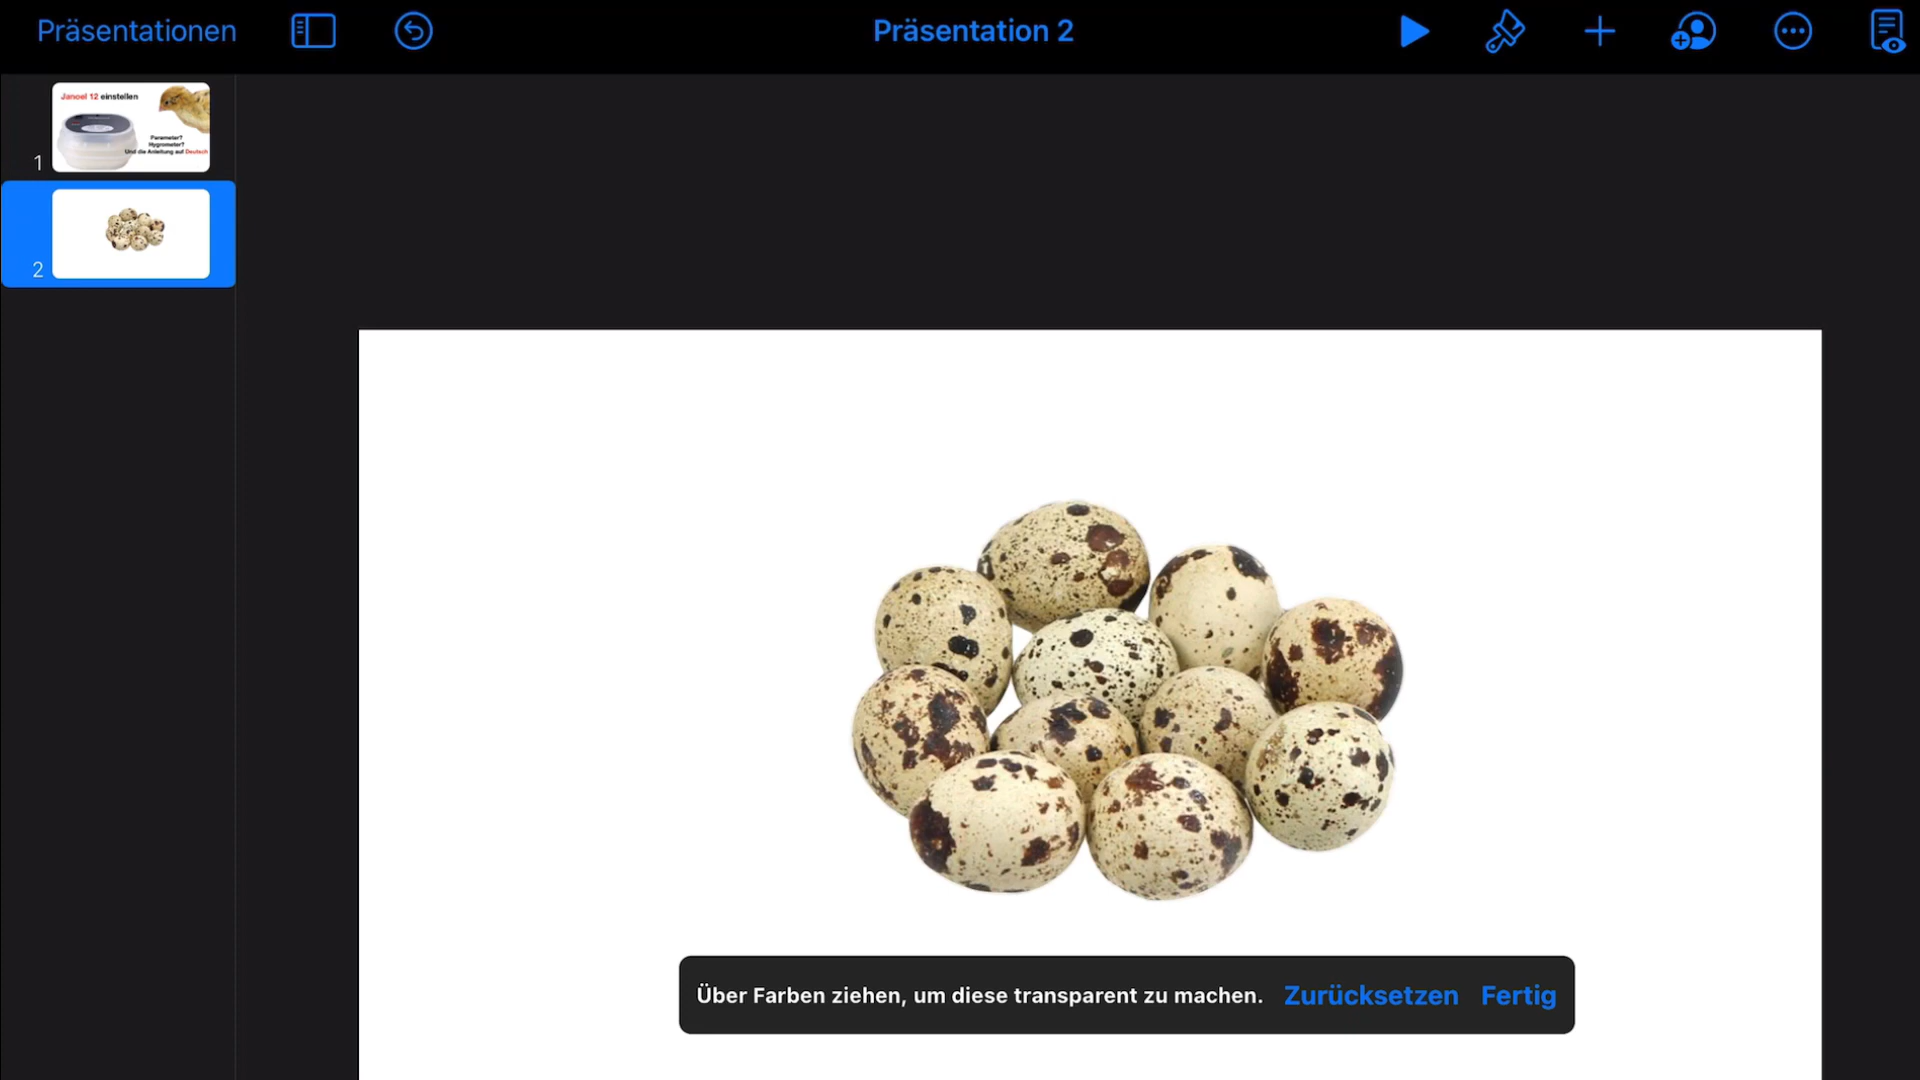 Präsentationen
Präsentation 2
Janoel 12 einstellen
Parameter?
Hygrometer?
Und die Anleitung auf Deutsch
1
2
Über Farben ziehen, um diese transparent zu machen. Zurücksetzen Fertig